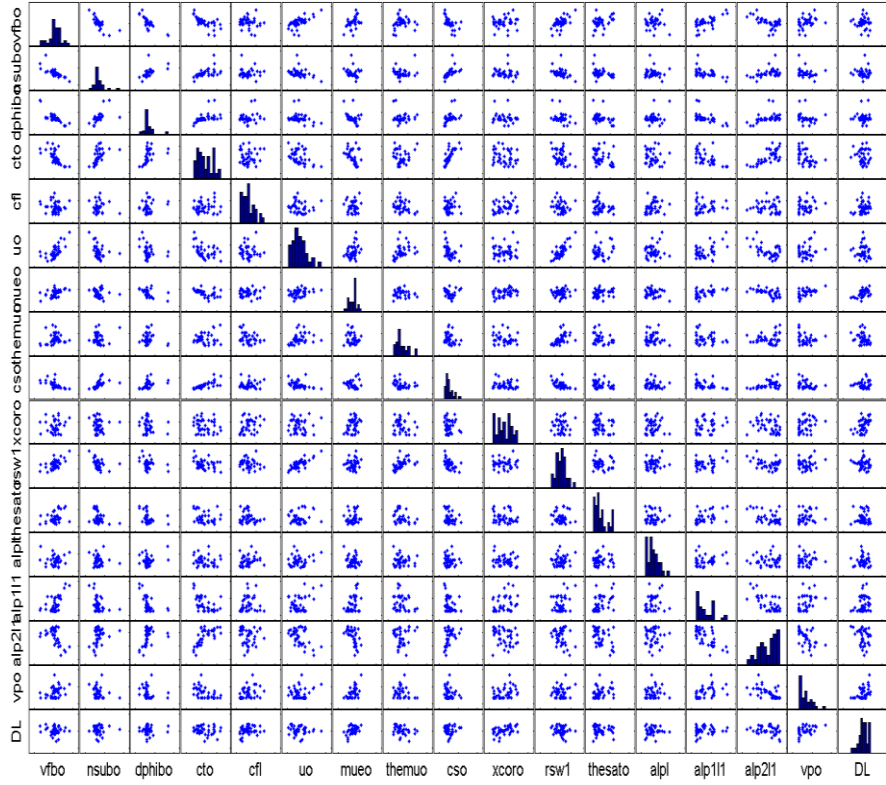 vfbo
nsubo
dphibo
cto
cfl
uo
mueo
themuo
cso
xcoro
rsw1
thesato
alpl
alp1l1
alp2l1
vpo
DL
vfbo nsubo dphibo cto cfl uo mueo themuo cso xcoro rsw1 thesato alpl alp1l1 alp2l1 vpo DL